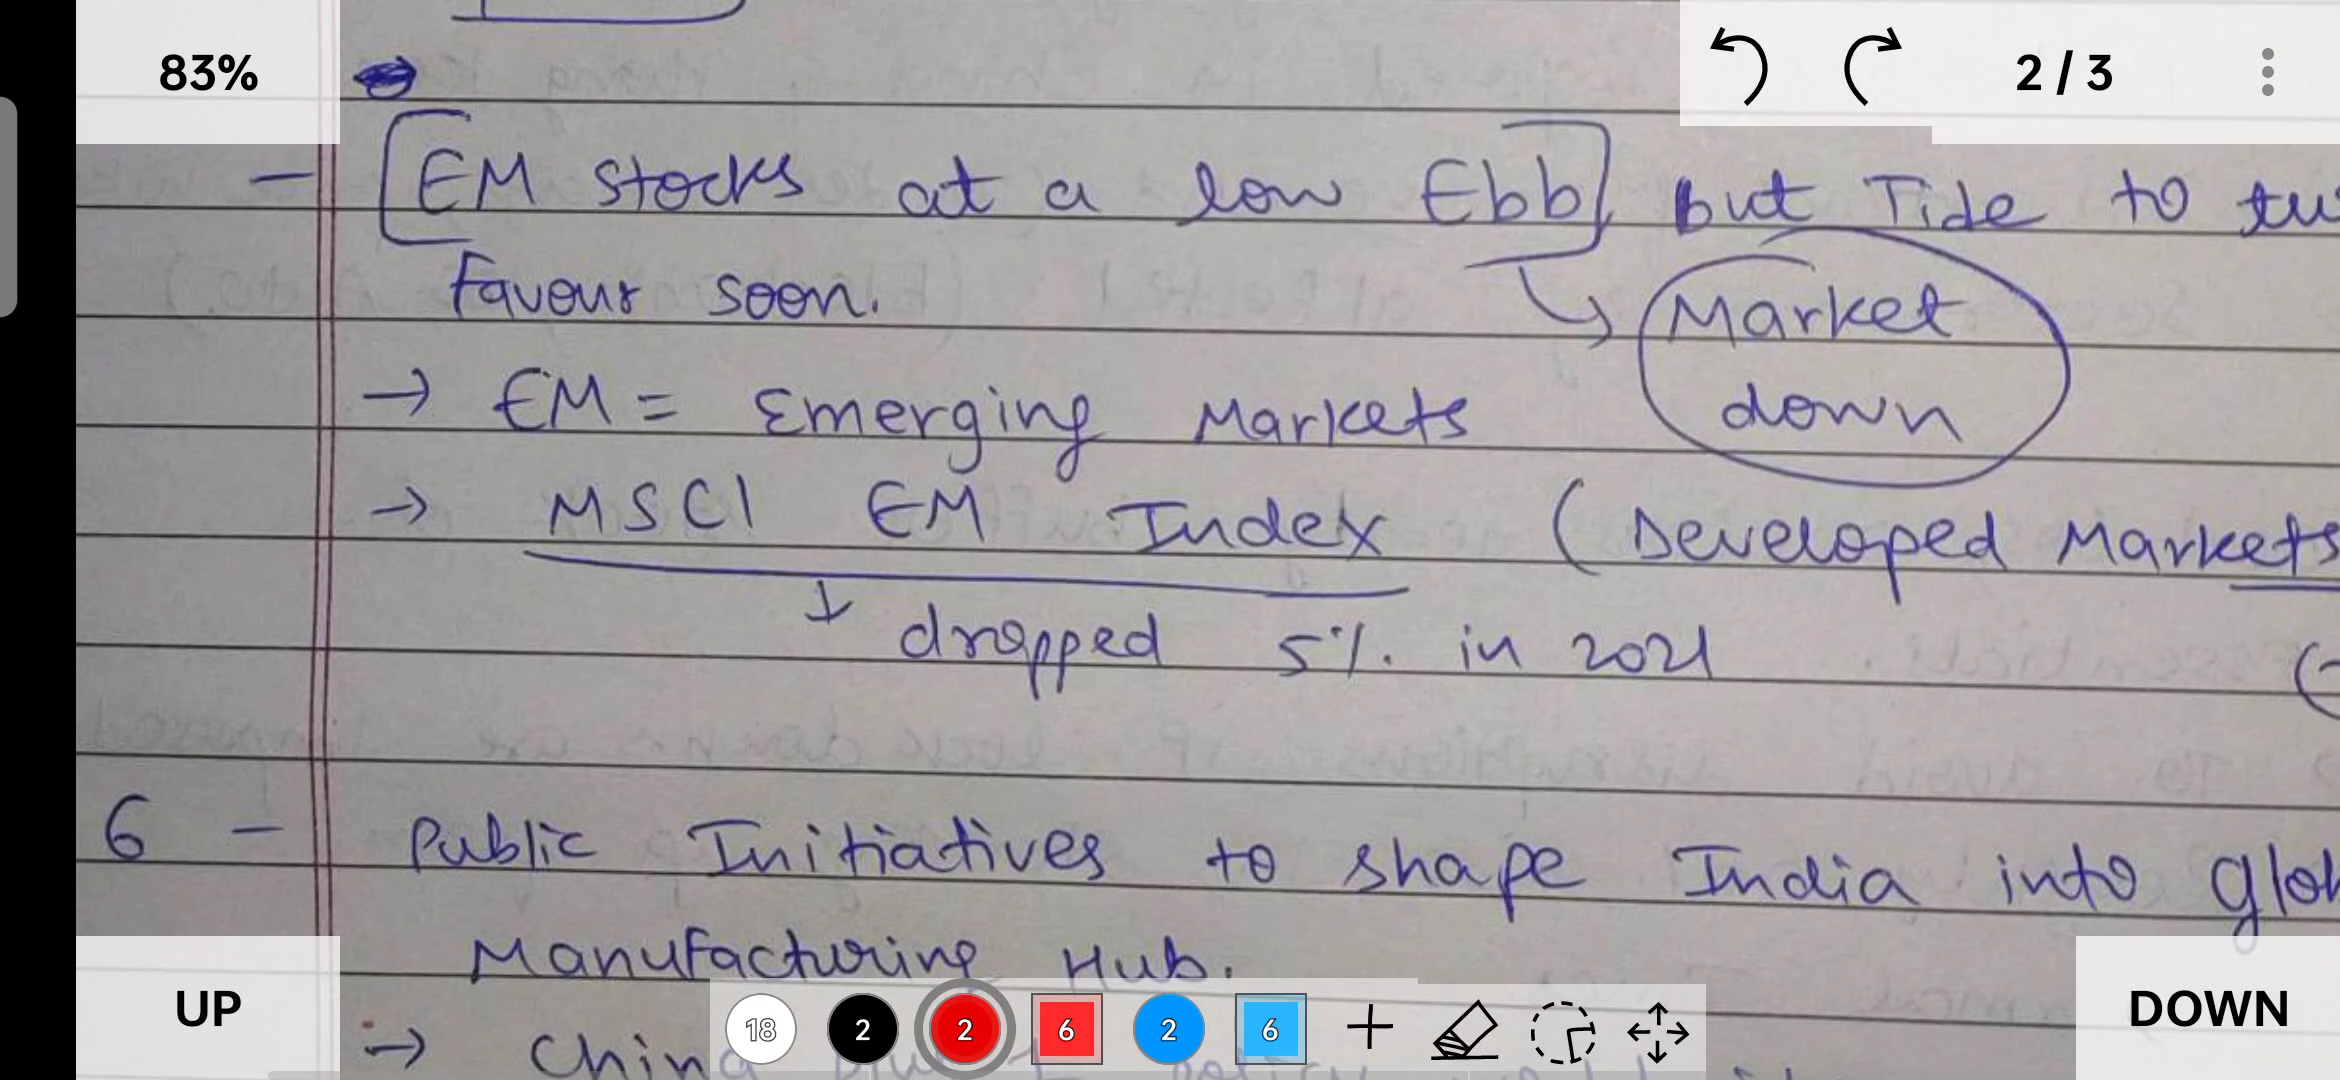 83%
2 / 3
- [EM stocks at a low Ebb], but Tide to
Favour soon.
Market
down
→ EM = Emerging Markets
→ MSCI EM Index (Developed Markets
↓ dropped 5%. in 2021
6 - Public Initiatives to shape India into
Manufacturing Hub.
→
UP
18 2 2 6 2 6
DOWN